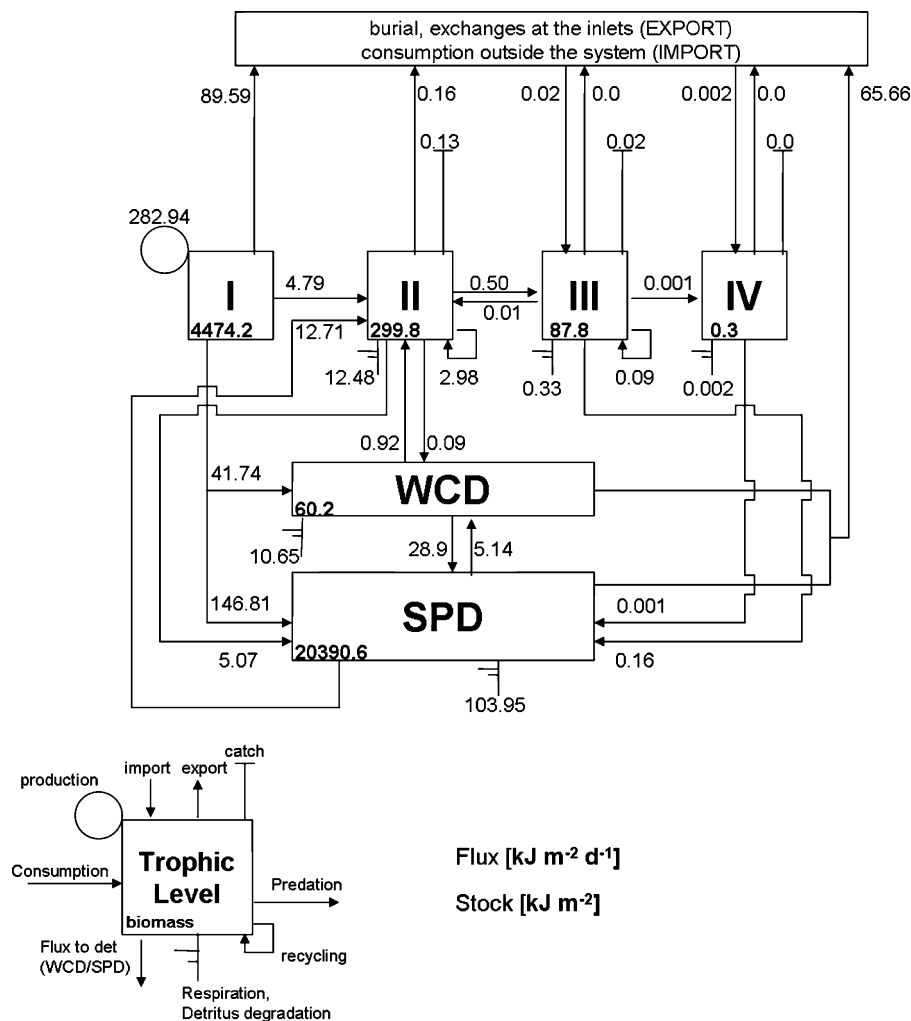 burial, exchanges at the inlets (EXPORT)
consumption outside the system (IMPORT)
89.59
0.16
0.02
0.0
0.002
0.0
65.66
0.13
0.02
0.0
282.94
I
4474.2
4.79
12.71
II
299.8
0.50
0.01
III
87.8
0.001
IV
0.3
12.48
2.98
0.33
0.09
0.002
0.92
0.09
41.74
WCD
60.2
10.65
28.9
5.14
146.81
SPD
20390.6
0.001
5.07
0.16
103.95
production
import
export
catch
Consumption
Trophic
Level
biomass
Predation
recycling
Flux to det
(WCD/SPD)
Respiration,
Detritus degradation
Flux [kJ m-2 d-1]
Stock [kJ m-2]